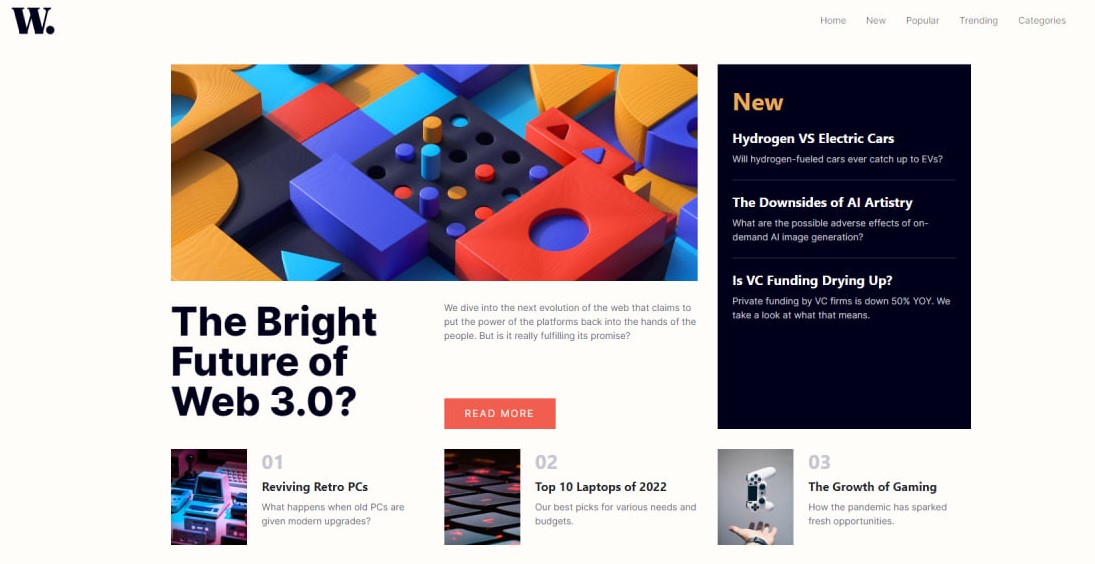 W.
Home New Popular Trending Categories
New
Hydrogen VS Electric Cars
Will hydrogen-fueled cars ever catch up to EVs?
The Downsides of AI Artistry
What are the possible adverse effects of on-
demand AI image generation?
Is VC Funding Drying Up?
Private funding by VC firms is down 50% YOY. We
take a look at what that means.
The Bright
Future of
Web 3.0?
We dive into the next evolution of the web that claims to
put the power of the platforms back into the hands of the
people. But is it really fulfilling its promise?
READ MORE
01
Reviving Retro PCs
What happens when old PCs are
given modern upgrades?
02
Top 10 Laptops of 2022
Our best picks for various needs and
budgets.
03
The Growth of Gaming
How the pandemic has sparked
fresh opportunities.